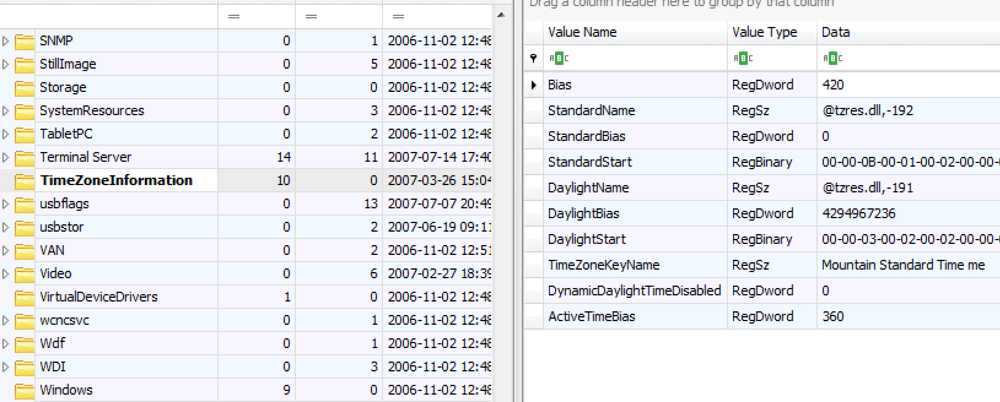 SNMP 0 1 2006-11-02 12:48
StillImage 0 5 2006-11-02 12:48
Storage 0 0 2006-11-02 12:48
SystemResources 0 3 2006-11-02 12:48
TabletPC 0 2 2006-11-02 12:48
Terminal Server 14 11 2007-07-14 17:40
TimeZoneInformation 10 0 2007-03-26 15:04
usbflags 0 13 2007-07-07 20:49
usbstor 0 2 2007-06-19 09:11
VAN 0 2 2006-11-02 12:51
Video 0 6 2007-02-27 18:39
VirtualDeviceDrivers 1 0 2006-11-02 12:48
wcncsvc 0 1 2006-11-02 12:48
Wdf 0 1 2006-11-02 12:48
WDI 0 3 2006-11-02 12:48
Windows 9 0 2006-11-02 12:48
Drag a column header here to group by that column
Value Name Value Type Data
ABC ABC ABC
Bias RegDword 420
StandardName RegSz @tzres.dll,-192
StandardBias RegDword 0
StandardStart RegBinary 00-00-0B-00-01-00-02-00-00-
DaylightName RegSz @tzres.dll,-191
DaylightBias RegDword 4294967236
DaylightStart RegBinary 00-00-03-00-02-00-02-00-00-
TimeZoneKeyName RegSz Mountain Standard Time me
DynamicDaylightTimeDisabled RegDword 0
ActiveTimeBias RegDword 360